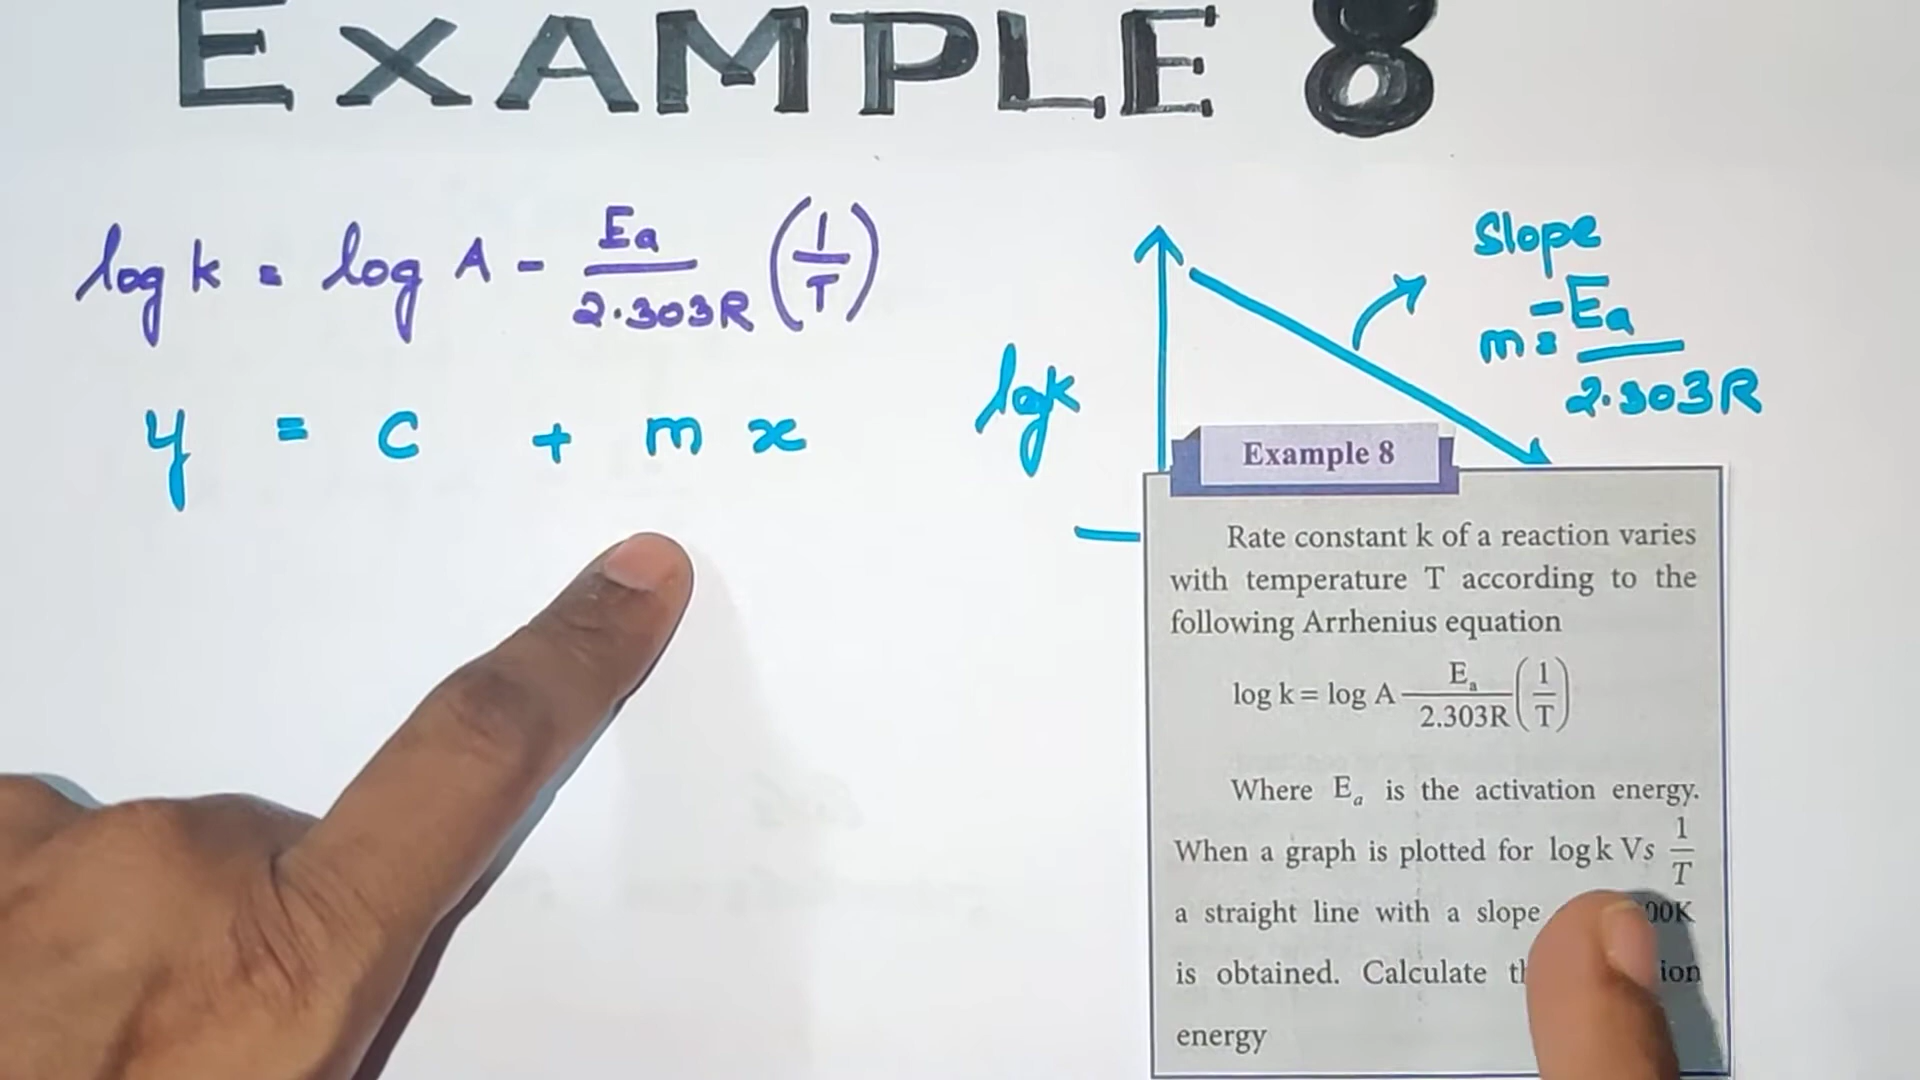 EXAMPLE 8
log k = log A - Ea/2.303R (1/T)
y = c + m x
log k
Slope
m = -Ea/2.303R
Example 8
Rate constant k of a reaction varies
with temperature T according to the
following Arrhenius equation
log k = log A — Ea/2.303R (1/T)
Where Ea is the activation energy.
When a graph is plotted for log k Vs 1/T
a straight line with a slope 00K
is obtained. Calculate
energy